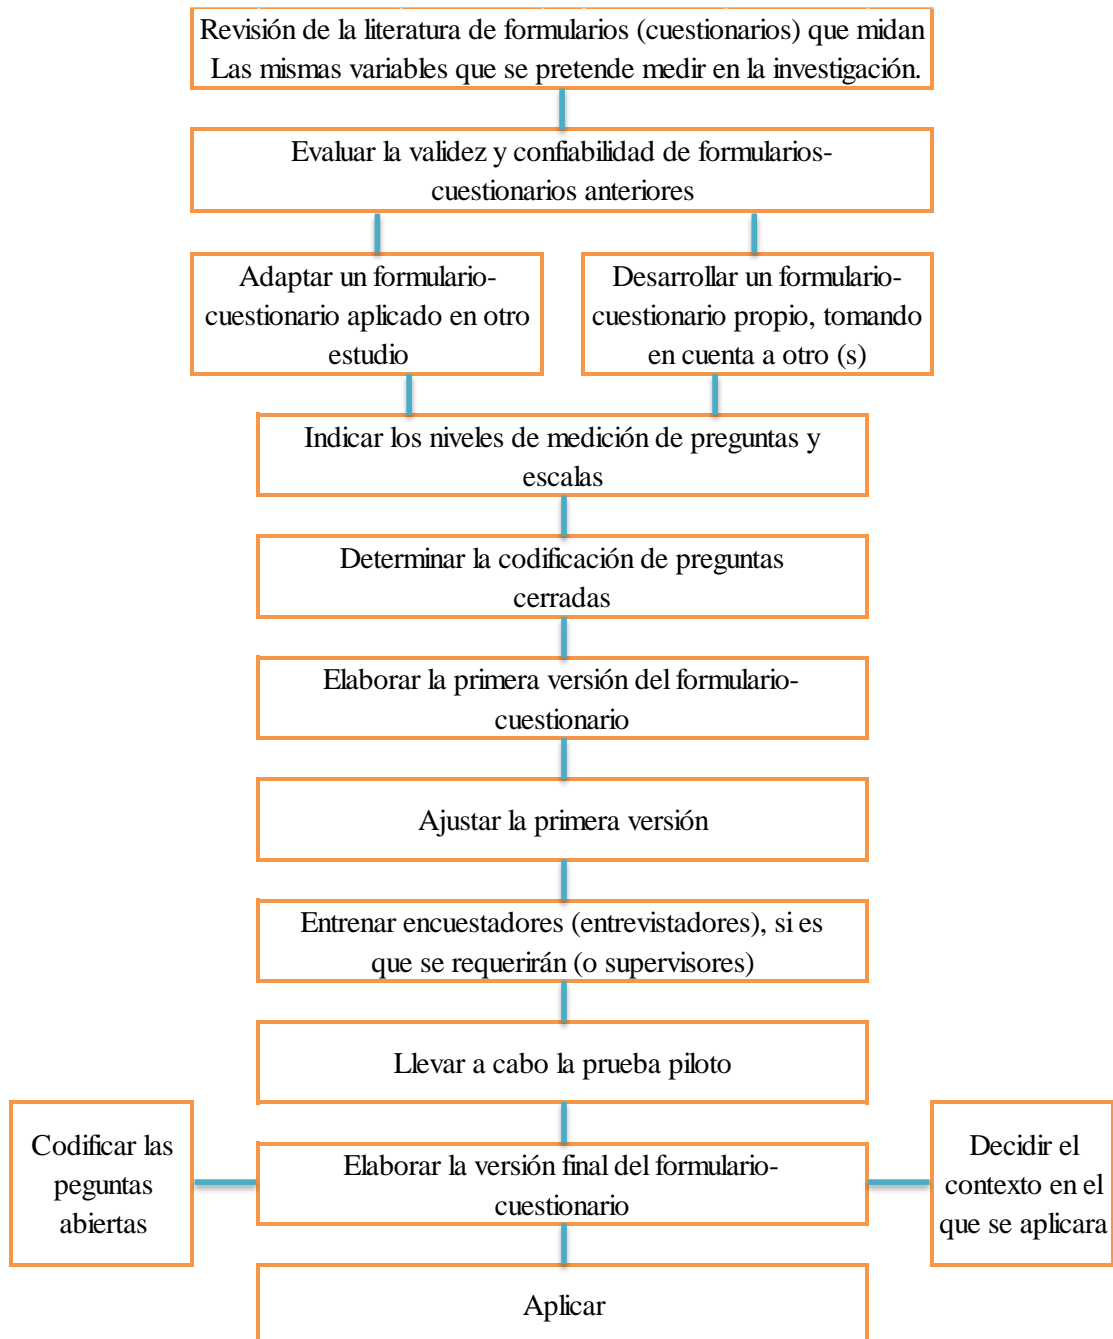 Revisión de la literatura de formularios (cuestionarios) que midan
Las mismas variables que se pretende medir en la investigación.
Evaluar la validez y confiabilidad de formularios-
cuestionarios anteriores
Adaptar un formulario-
cuestionario aplicado en otro
estudio
Desarrollar un formulario-
cuestionario propio, tomando
en cuenta a otro (s)
Indicar los niveles de medición de preguntas y
escalas
Determinar la codificación de preguntas
cerradas
Elaborar la primera versión del formulario-
cuestionario
Ajustar la primera versión
Entrenar encuestadores (entrevistadores), si es
que se requerirán (o supervisores)
Llevar a cabo la prueba piloto
Codificar las
peguntas
abiertas
Elaborar la versión final del formulario-
cuestionario
Decidir el
contexto en el
que se aplicara
Aplicar